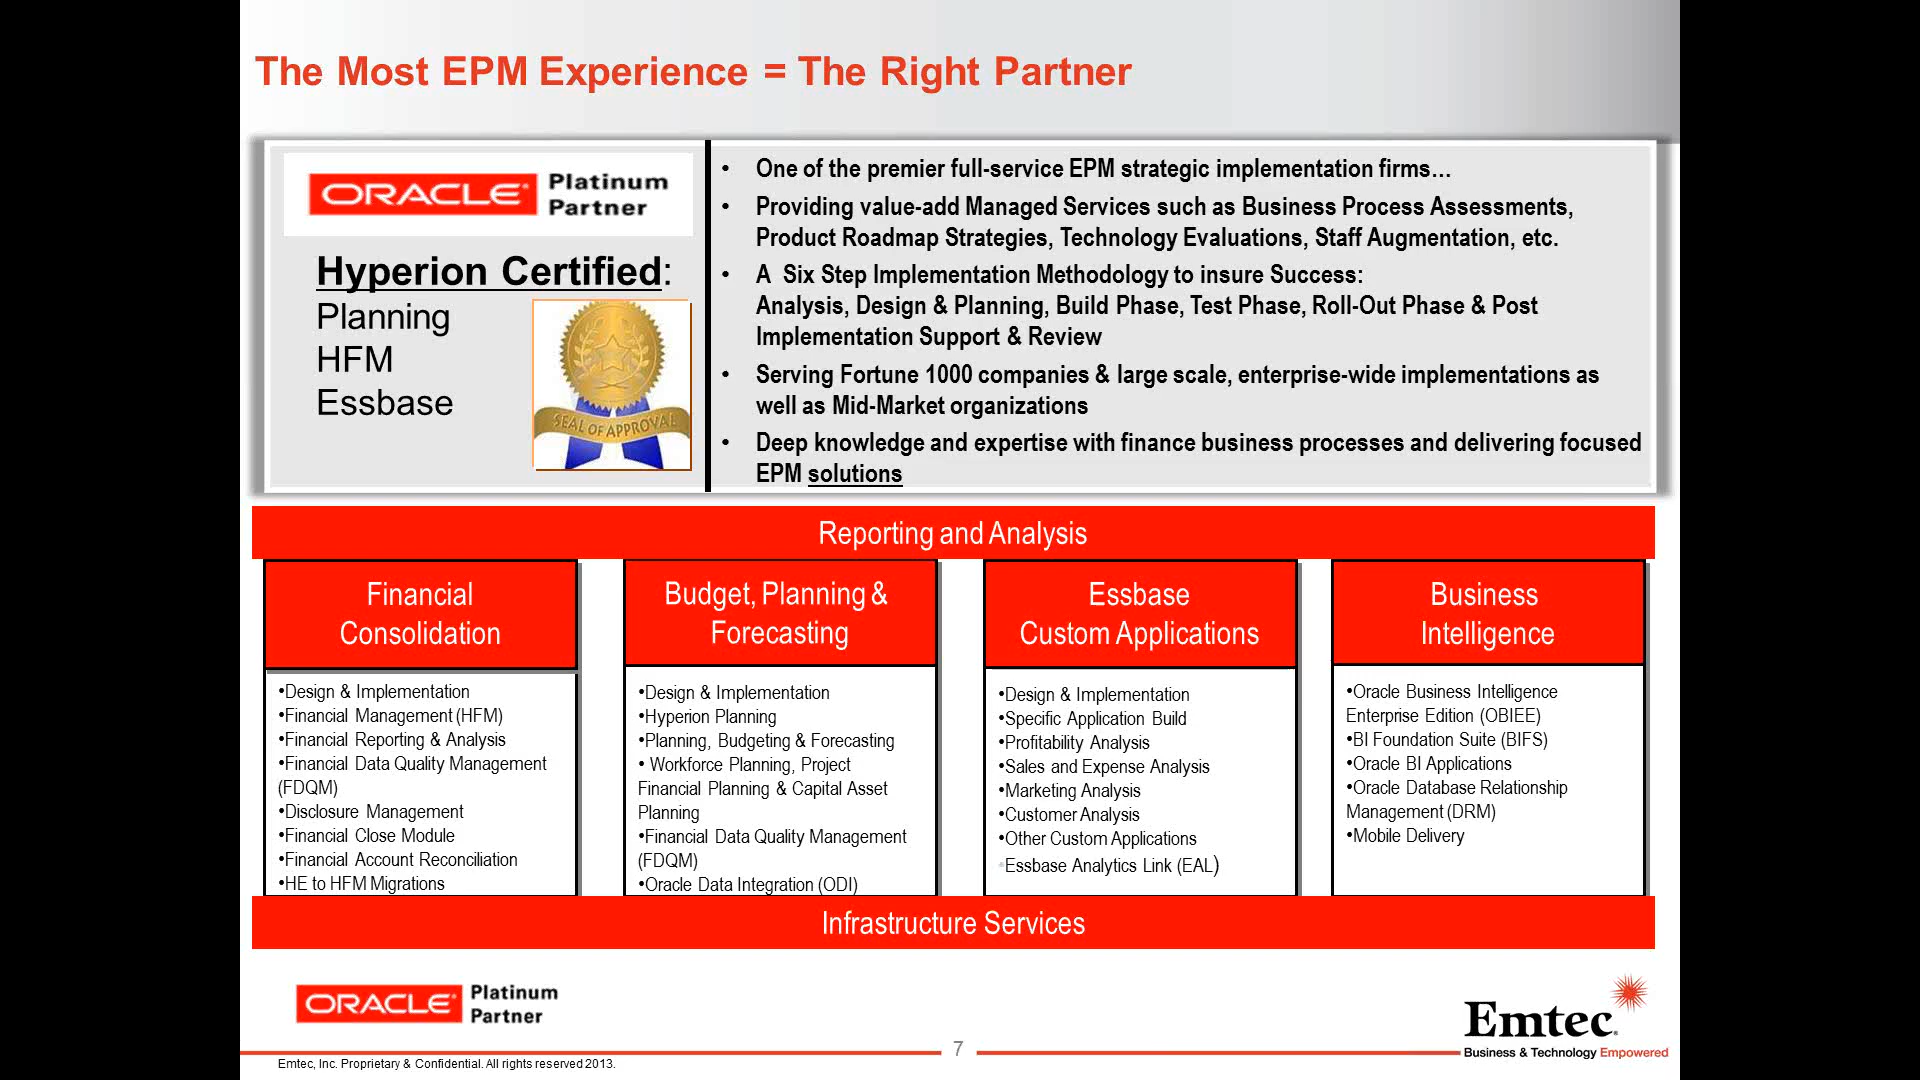 The Most EPM Experience = The Right Partner
ORACLE Platinum
Partner
Hyperion Certified:
Planning
HFM
Essbase
SEAL OF APPROVAL
• One of the premier full-service EPM strategic implementation firms…
• Providing value-add Managed Services such as Business Process Assessments,
Product Roadmap Strategies, Technology Evaluations, Staff Augmentation, etc.
• A Six Step Implementation Methodology to insure Success:
Analysis, Design & Planning, Build Phase, Test Phase, Roll-Out Phase & Post
Implementation Support & Review
• Serving Fortune 1000 companies & large scale, enterprise-wide implementations as
well as Mid-Market organizations
• Deep knowledge and expertise with finance business processes and delivering focused
EPM solutions
Reporting and Analysis
Financial
Consolidation
•Design & Implementation
•Financial Management (HFM)
•Financial Reporting & Analysis
•Financial Data Quality Management
(FDQM)
•Disclosure Management
•Financial Close Module
•Financial Account Reconciliation
•HE to HFM Migrations
Budget, Planning &
Forecasting
•Design & Implementation
•Hyperion Planning
•Planning, Budgeting & Forecasting
• Workforce Planning, Project
Financial Planning & Capital Asset
Planning
•Financial Data Quality Management
(FDQM)
•Oracle Data Integration (ODI)
Essbase
Custom Applications
•Design & Implementation
•Specific Application Build
•Profitability Analysis
•Sales and Expense Analysis
•Marketing Analysis
•Customer Analysis
•Other Custom Applications
•Essbase Analytics Link (EAL)
Business
Intelligence
•Oracle Business Intelligence
Enterprise Edition (OBIEE)
•BI Foundation Suite (BIFS)
•Oracle BI Applications
•Oracle Database Relationship
Management (DRM)
•Mobile Delivery
Infrastructure Services
ORACLE Platinum
Partner
Emtec
Business & Technology Empowered
7
Emtec, Inc. Proprietary & Confidential. All rights reserved 2013.